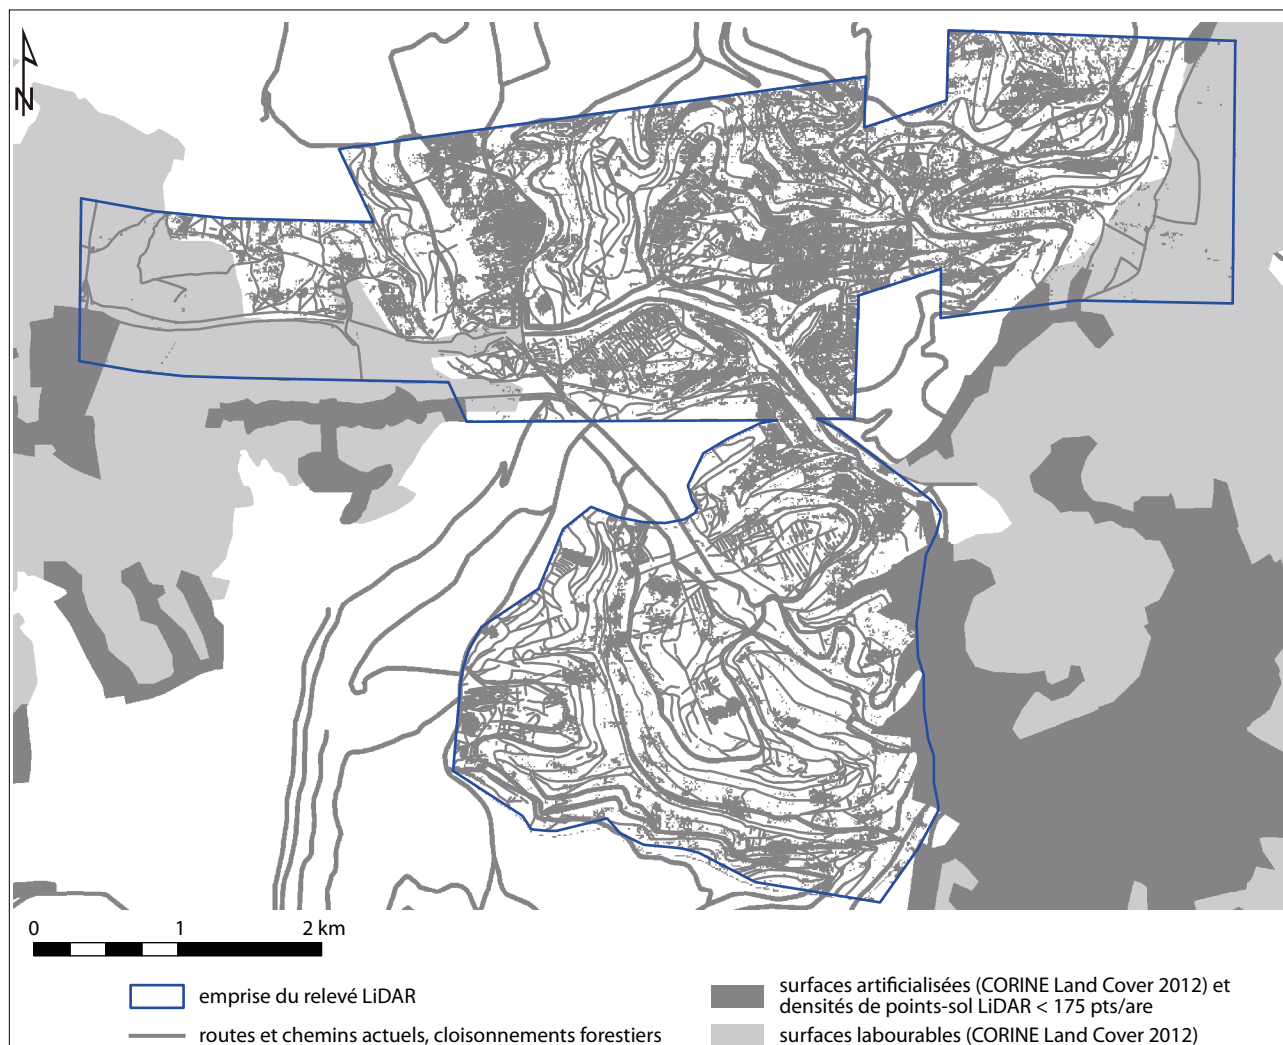 N
0 1 2 km
emprise du relevé LiDAR
routes et chemins actuels, cloisonnements forestiers
surfaces artificialisées (CORINE Land Cover 2012) et
densités de points-sol LiDAR < 175 pts/are
surfaces labourables (CORINE Land Cover 2012)